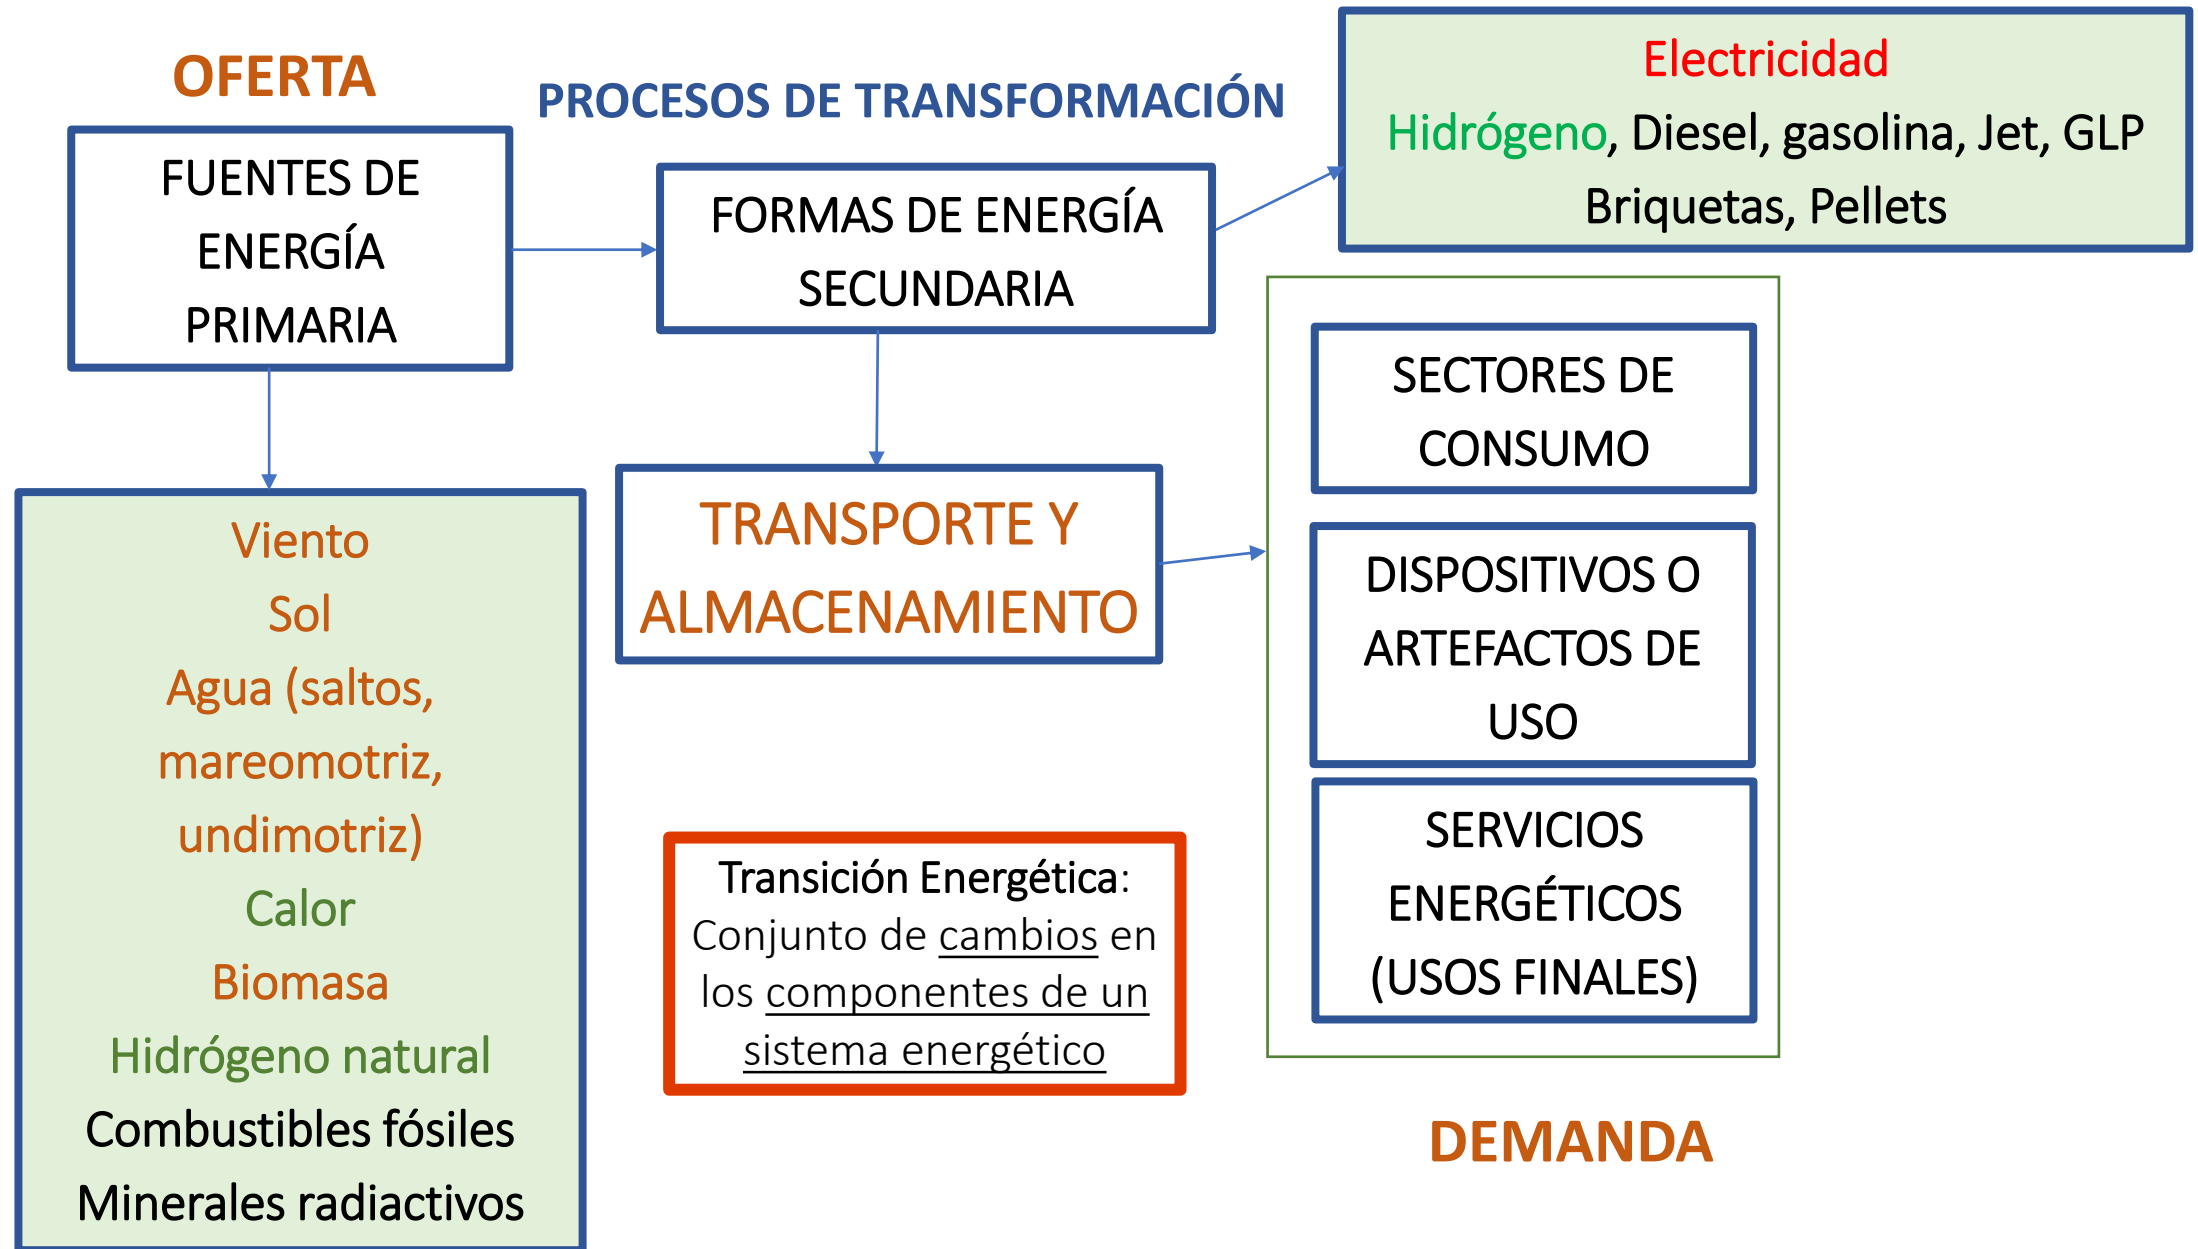 OFERTA
PROCESOS DE TRANSFORMACIÓN
FUENTES DE
ENERGÍA
PRIMARIA
FORMAS DE ENERGÍA
SECUNDARIA
Electricidad
Hidrógeno, Diesel, gasolina, Jet, GLP
Briquetas, Pellets
Viento
Sol
Agua (saltos,
mareomotriz,
undimotriz)
Calor
Biomasa
Hidrógeno natural
Combustibles fósiles
Minerales radiactivos
TRANSPORTE Y
ALMACENAMIENTO
Transición Energética:
Conjunto de cambios en
los componentes de un
sistema energético
SECTORES DE
CONSUMO
DISPOSITIVOS O
ARTEFACTOS DE
USO
SERVICIOS
ENERGÉTICOS
(USOS FINALES)
DEMANDA